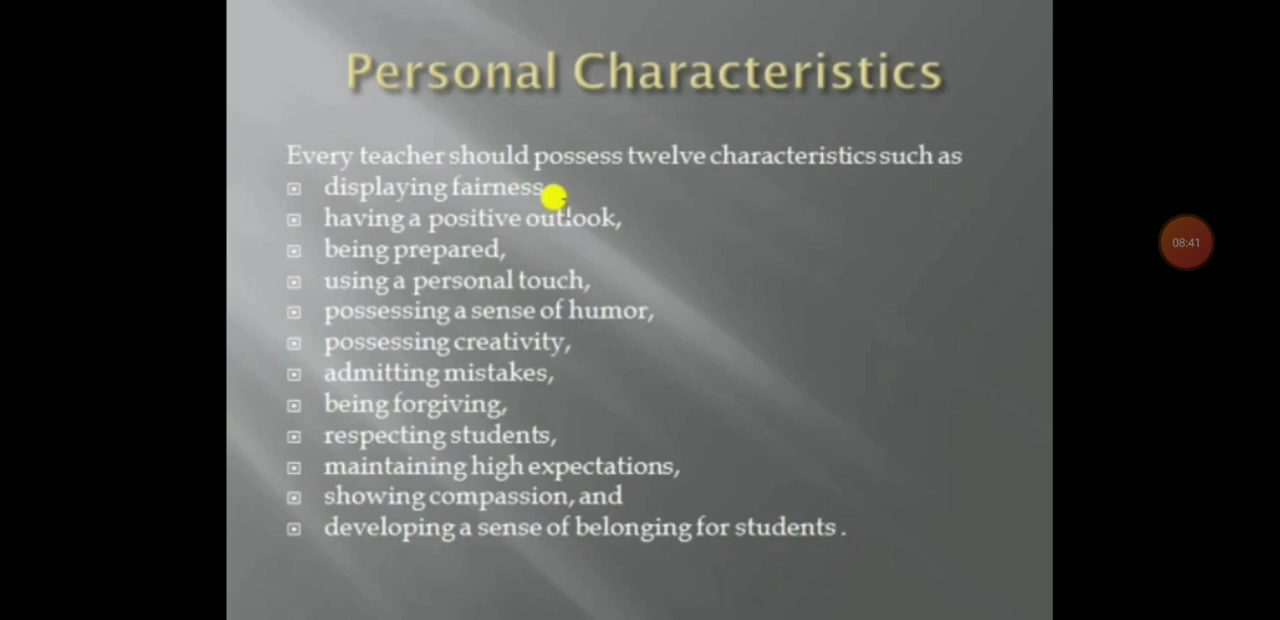 Personal Characteristics
Every teacher should possess twelve characteristics such as
displaying fairness
having a positive outlook,
being prepared,
using a personal touch,
possessing a sense of humor,
possessing creativity,
admitting mistakes,
being forgiving,
respecting students,
maintaining high expectations,
showing compassion, and
developing a sense of belonging for students .
08:41